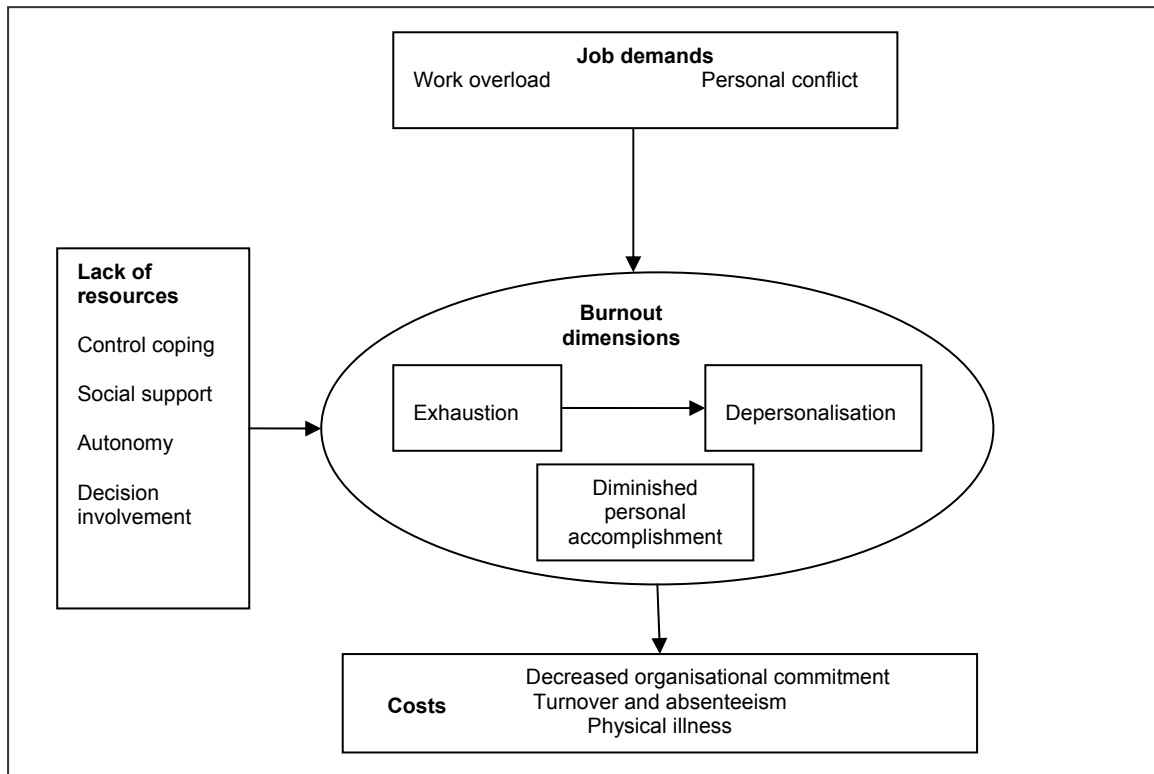 Job demands
Work overload Personal conflict
Lack of
resources
Control coping
Social support
Autonomy
Decision
involvement
Burnout
dimensions
Exhaustion
Depersonalisation
Diminished
personal
accomplishment
Costs
Decreased organisational commitment
Turnover and absenteeism
Physical illness